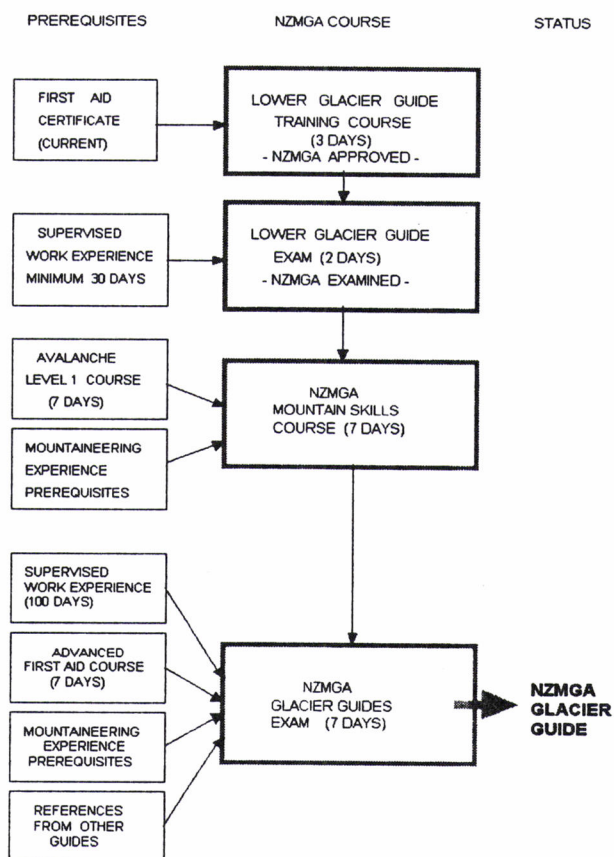 PREREQUISITES NZMGA COURSE STATUS
FIRST AID
CERTIFICATE
(CURRENT)
LOWER GLACIER GUIDE
TRAINING COURSE
(3 DAYS)
- NZMGA APPROVED -
SUPERVISED
WORK EXPERIENCE
MINIMUM 30 DAYS
LOWER GLACIER GUIDE
EXAM (2 DAYS)
- NZMGA EXAMINED -
AVALANCHE
LEVEL 1 COURSE
(7 DAYS)
MOUNTAINEERING
EXPERIENCE
PREREQUISITES
NZMGA
MOUNTAIN SKILLS
COURSE (7 DAYS)
SUPERVISED
WORK EXPERIENCE
(100 DAYS)
ADVANCED
FIRST AID COURSE
(7 DAYS)
MOUNTAINEERING
EXPERIENCE
PREREQUISITES
REFERENCES
FROM OTHER
GUIDES
NZMGA
GLACIER GUIDES
EXAM (7 DAYS)
NZMGA
GLACIER
GUIDE